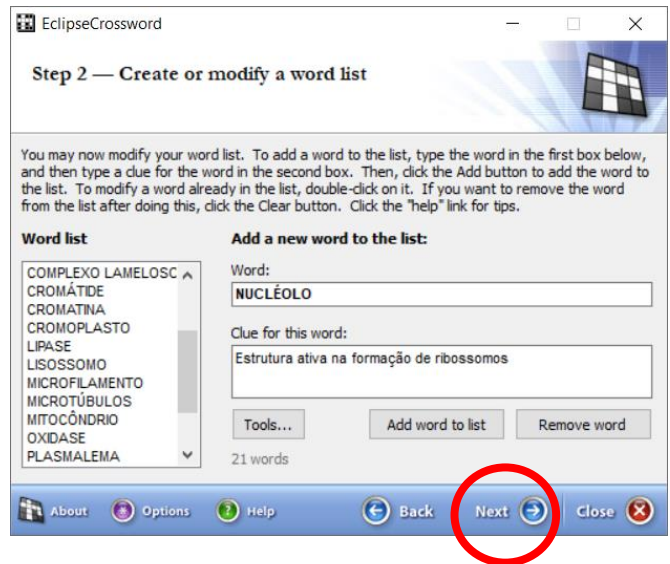 EclipseCrossword
Step 2 — Create or modify a word list
You may now modify your word list. To add a word to the list, type the word in the first box below,
and then type a clue for the word in the second box. Then, click the Add button to add the word to
the list. To modify a word already in the list, double-click on it. If you want to remove the word
from the list after doing this, click the Clear button. Click the "help" link for tips.
Word list
Add a new word to the list:
COMPLEXO LAMELOSO
CROMÁTIDE
CROMATINA
CROMOPLASTO
LIPASE
LISOSSOMO
MICROFILAMENTO
MICROTÚBULOS
MITOCÔNDRIO
OXIDASE
PLASMALEMA
Word:
NUCLÉOLO
Clue for this word:
Estrutura ativa na formação de ribossomos
Tools... Add word to list Remove word
21 words
About Options Help Back Next Close